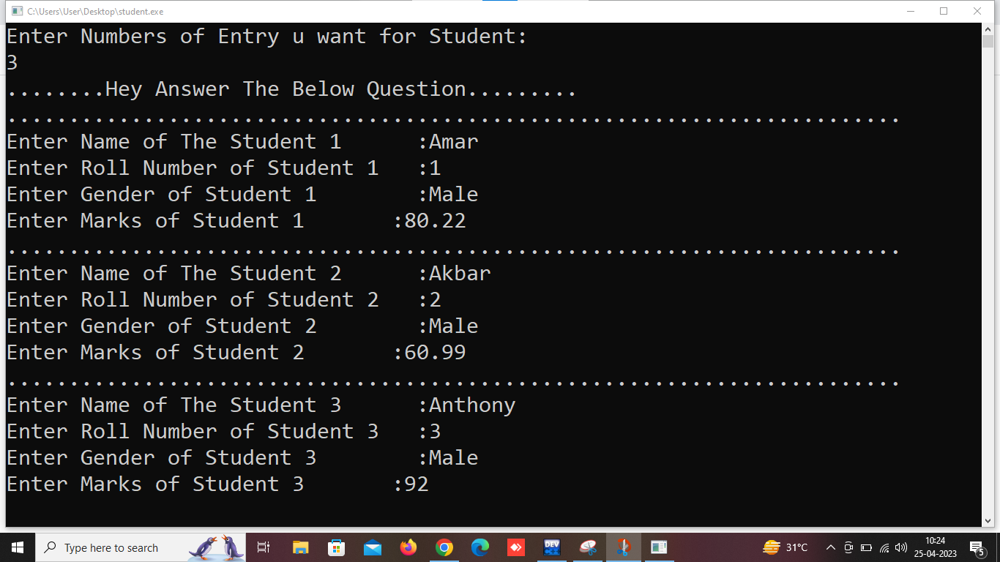 C:\Users\User\Desktop\student.exe
Enter Numbers of Entry u want for Student:
3
........Hey Answer The Below Question.........
........................................................................
Enter Name of The Student 1      :Amar
Enter Roll Number of Student 1   :1
Enter Gender of Student 1        :Male
Enter Marks of Student 1       :80.22
........................................................................
Enter Name of The Student 2      :Akbar
Enter Roll Number of Student 2   :2
Enter Gender of Student 2        :Male
Enter Marks of Student 2       :60.99
........................................................................
Enter Name of The Student 3      :Anthony
Enter Roll Number of Student 3   :3
Enter Gender of Student 3        :Male
Enter Marks of Student 3       :92
Type here to search
DEV
31°C
10:24
25-04-2023
5